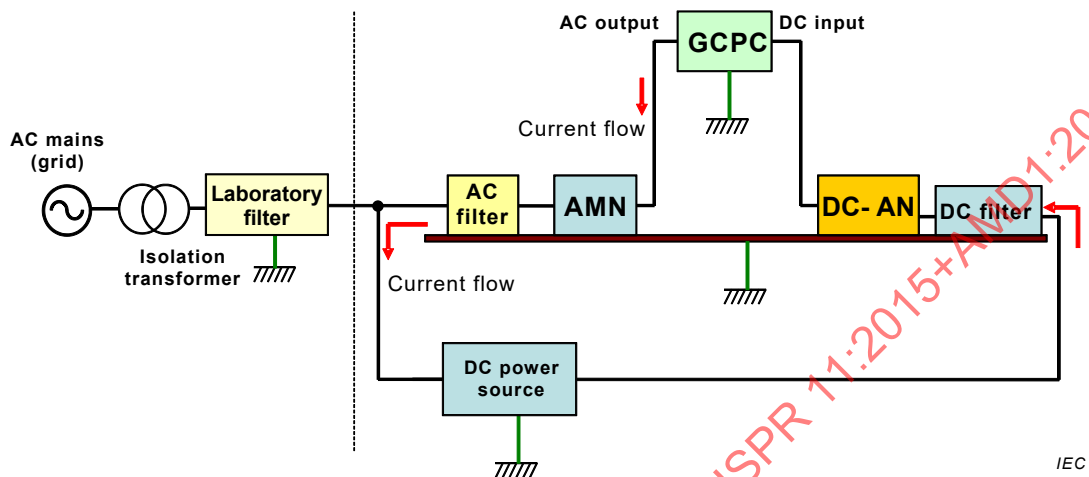 AC output
DC input
GCPC
Current flow
AC mains
(grid)
Laboratory
filter
Isolation
transformer
AC
filter
AMN
DC- AN
DC filter
Current flow
DC power
source
IEC
ISPR 11:2015+AMD1:20